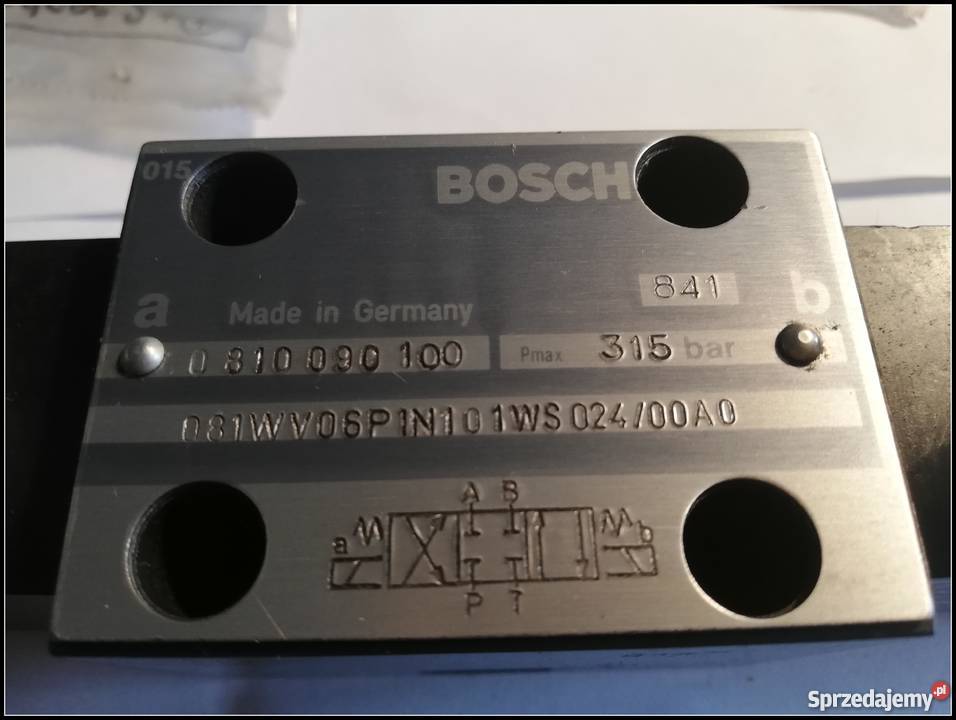 015
BOSCH
841
a
b
Made in Germany
0 810 090 100
Pmax 315 bar
081WV06P1N101WS024/00A0
A B
a
b
P T
Sprzedajemy.pl